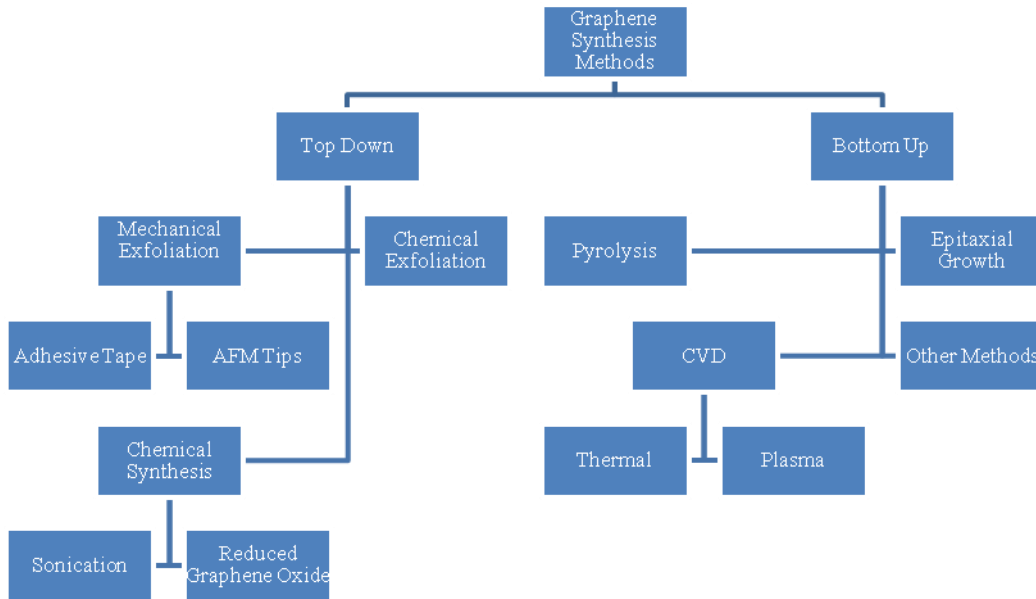 Graphene
Synthesis
Methods
Top Down
Bottom Up
Mechanical
Exfoliation
Chemical
Exfoliation
Pyrolysis
Epitaxial
Growth
Adhesive Tape
AFM Tips
CVD
Other Methods
Chemical
Synthesis
Thermal
Plasma
Sonication
Reduced
Graphene Oxide